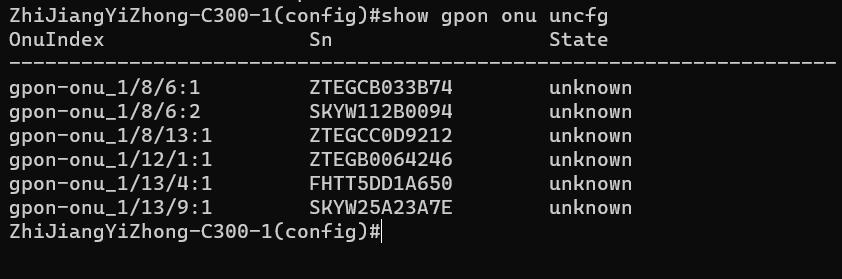 ZhiJiangYiZhong-C300-1(config)#show gpon onu uncfg
OnuIndex                 Sn                  State
---------------------------------------------------------------------
gpon-onu_1/8/6:1         ZTEGCB033B74        unknown
gpon-onu_1/8/6:2         SKYW112B0094        unknown
gpon-onu_1/8/13:1        ZTEGCC0D9212        unknown
gpon-onu_1/12/1:1        ZTEGB0064246        unknown
gpon-onu_1/13/4:1        FHTT5DD1A650        unknown
gpon-onu_1/13/9:1        SKYW25A23A7E        unknown
ZhiJiangYiZhong-C300-1(config)#